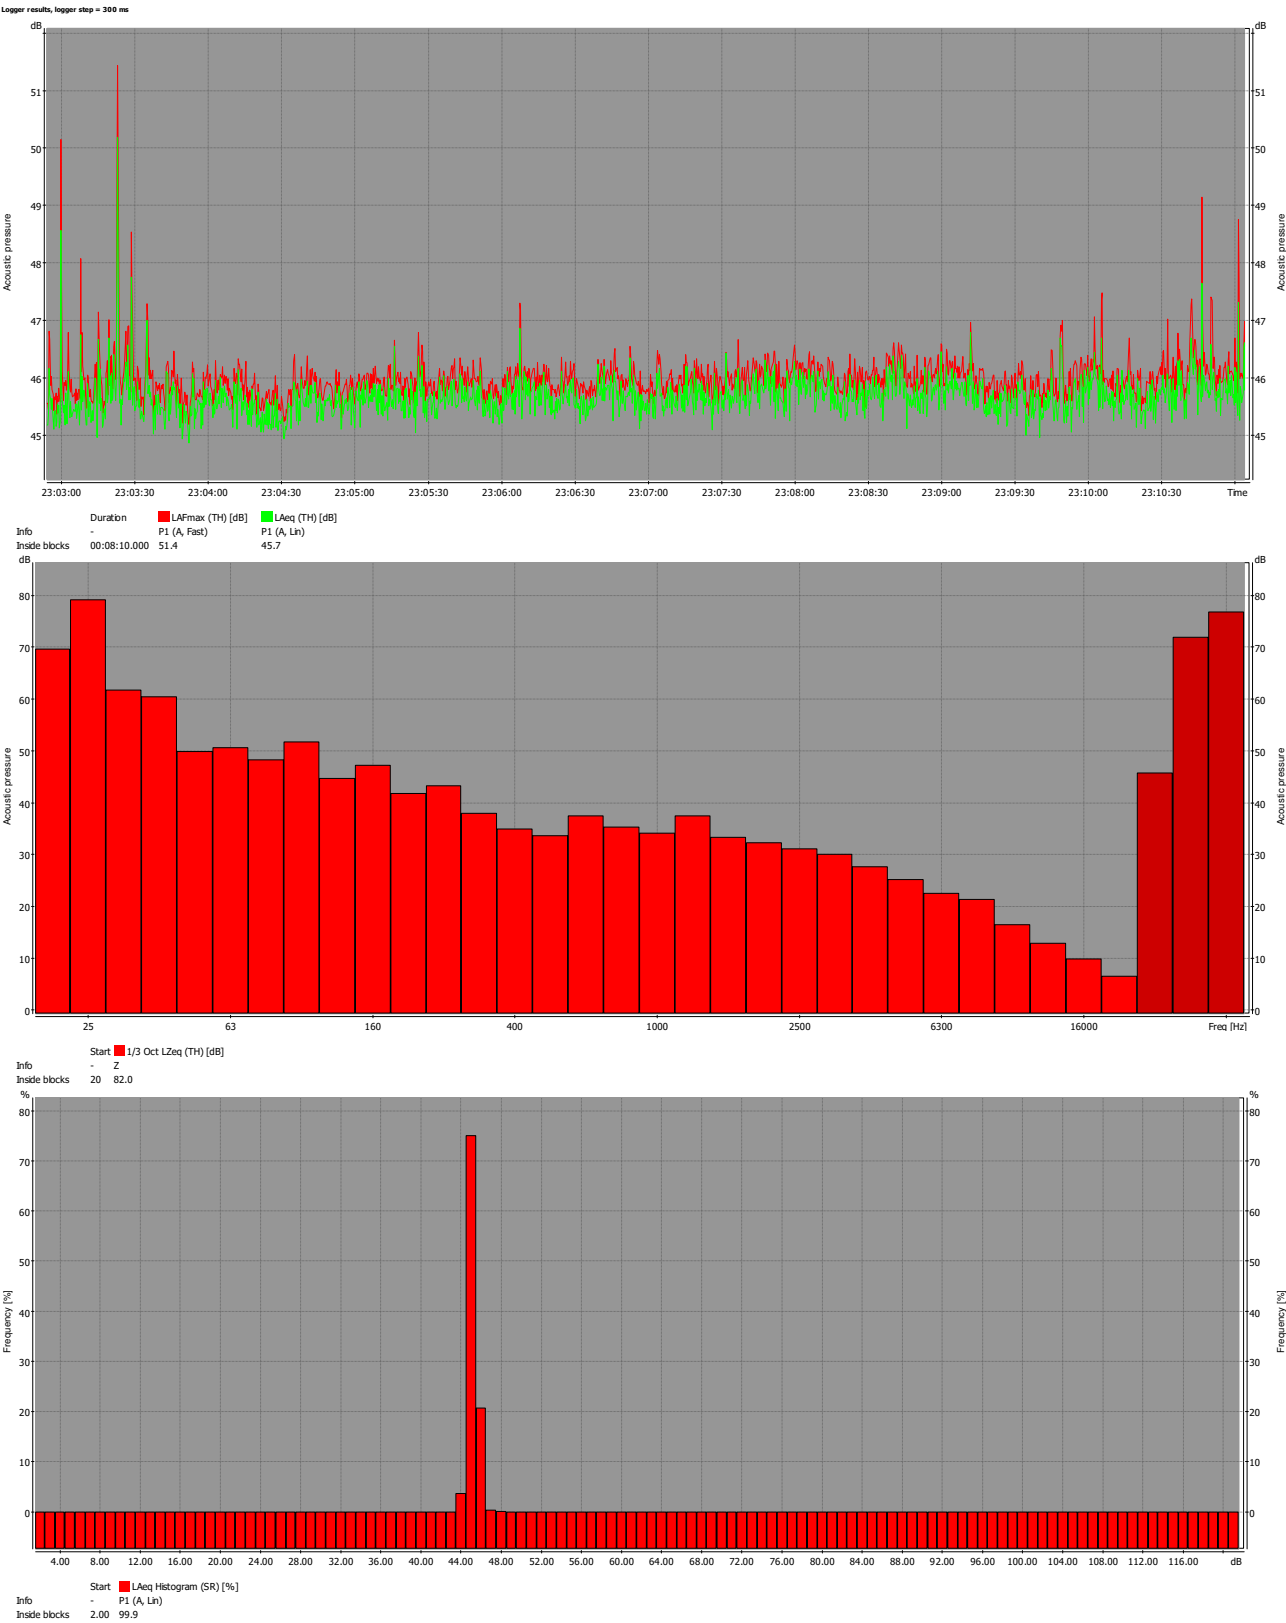 Logger results, logger step = 300 ms
dB dB
51 51
50 50
49 49
48 48
47 47
46 46
45 45
Acoustic pressure Acoustic pressure
23:03:00 23:03:30 23:04:00 23:04:30 23:05:00 23:05:30 23:06:00 23:06:30 23:07:00 23:07:30 23:08:00 23:08:30 23:09:00 23:09:30 23:10:00 23:10:30 Time
Duration LAFmax (TH) [dB] LAeq (TH) [dB]
Info - P1 (A, Fast) P1 (A, Lin)
Inside blocks 00:08:10.000 51.4 45.7
dB dB
80 80
70 70
60 60
50 50
40 40
30 30
20 20
10 10
0 0
Acoustic pressure Acoustic pressure
25 63 160 400 1000 2500 6300 16000 Freq [Hz]
Start 1/3 Oct LZeq (TH) [dB]
Info - Z
Inside blocks 20 82.0
% %
80 80
70 70
60 60
50 50
40 40
30 30
20 20
10 10
0 0
Frequency [%] Frequency [%]
4.00 8.00 12.00 16.00 20.00 24.00 28.00 32.00 36.00 40.00 44.00 48.00 52.00 56.00 60.00 64.00 68.00 72.00 76.00 80.00 84.00 88.00 92.00 96.00 100.00 104.00 108.00 112.00 116.00 dB
Start LAeq Histogram (SR) [%]
Info - P1 (A, Lin)
Inside blocks 2.00 99.9